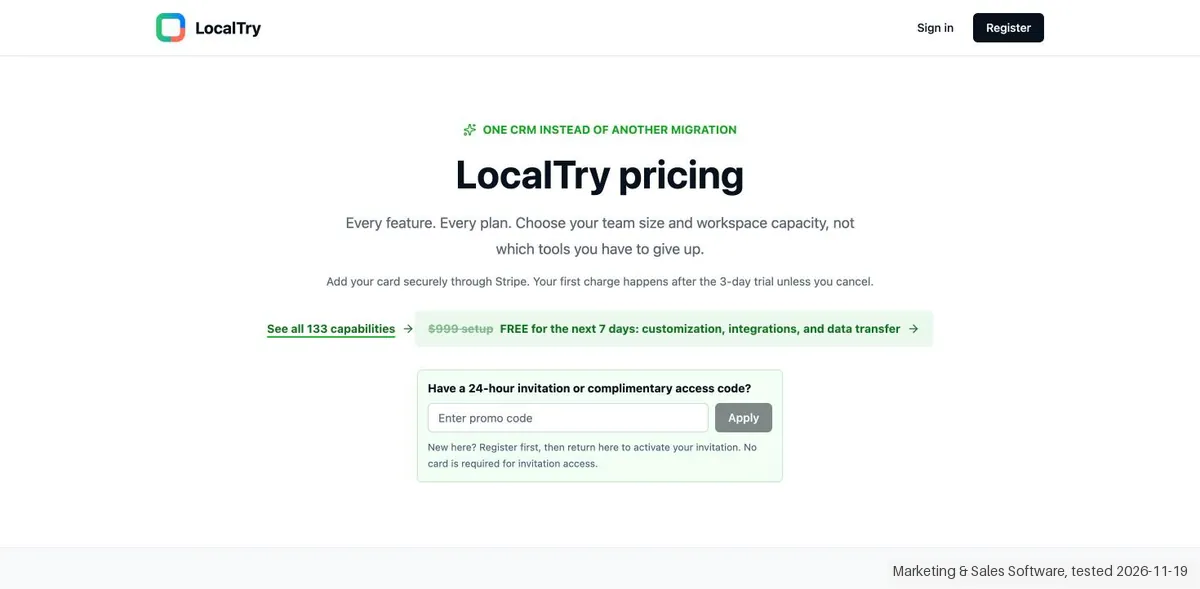 LocalTry
Sign in
Register
ONE CRM INSTEAD OF ANOTHER MIGRATION
LocalTry pricing
Every feature. Every plan. Choose your team size and workspace capacity, not
which tools you have to give up.
Add your card securely through Stripe. Your first charge happens after the 3-day trial unless you cancel.
See all 133 capabilities →
$999 setup FREE for the next 7 days: customization, integrations, and data transfer →
Have a 24-hour invitation or complimentary access code?
Enter promo code
Apply
New here? Register first, then return here to activate your invitation. No
card is required for invitation access.
Marketing & Sales Software, tested 2026-11-19